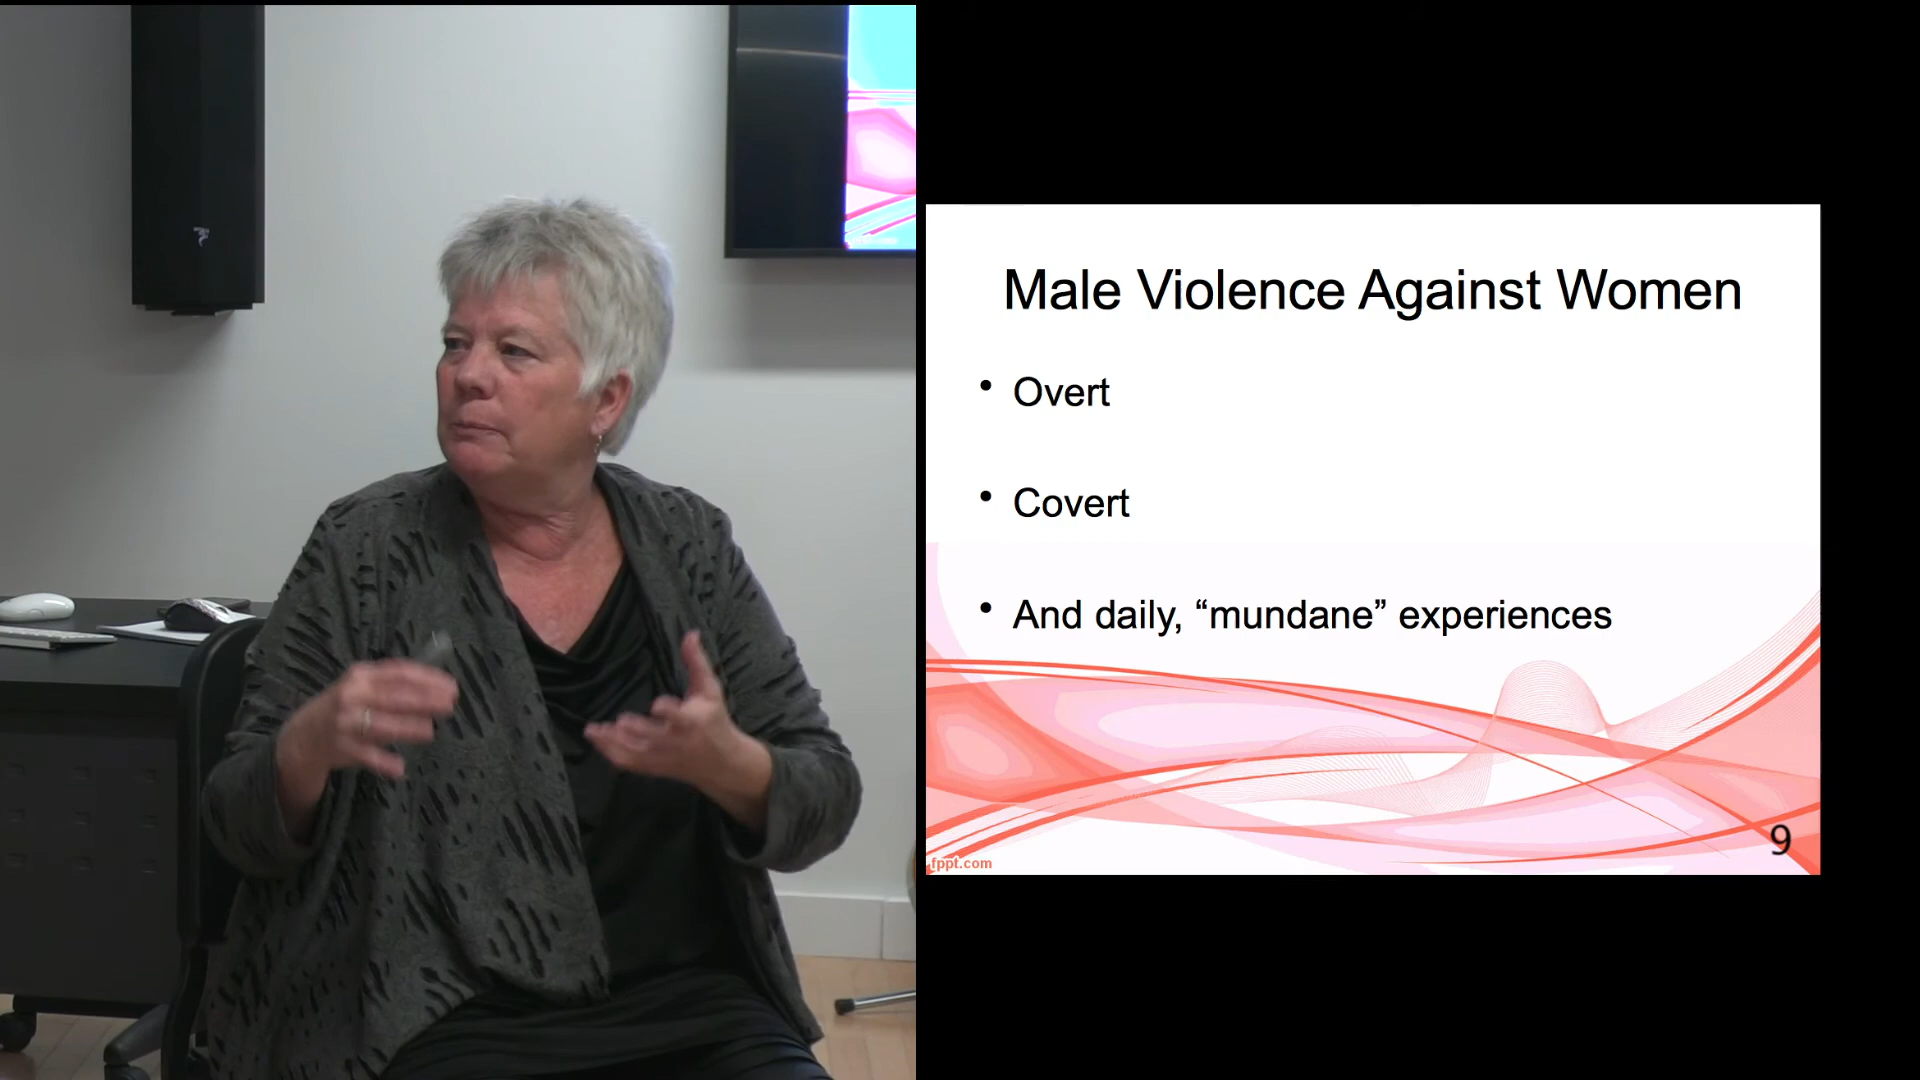 Male Violence Against Women
• Overt
• Covert
• And daily, “mundane” experiences
fppt.com
9